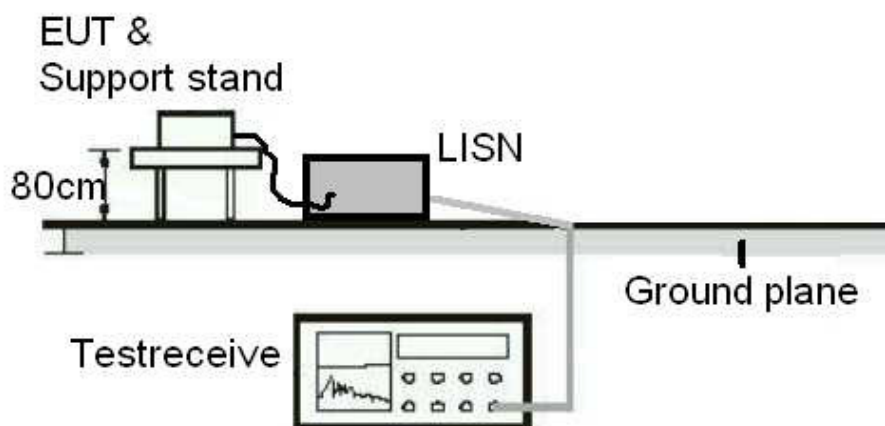 EUT &
Support stand
LISN
80cm
Ground plane
Testreceive